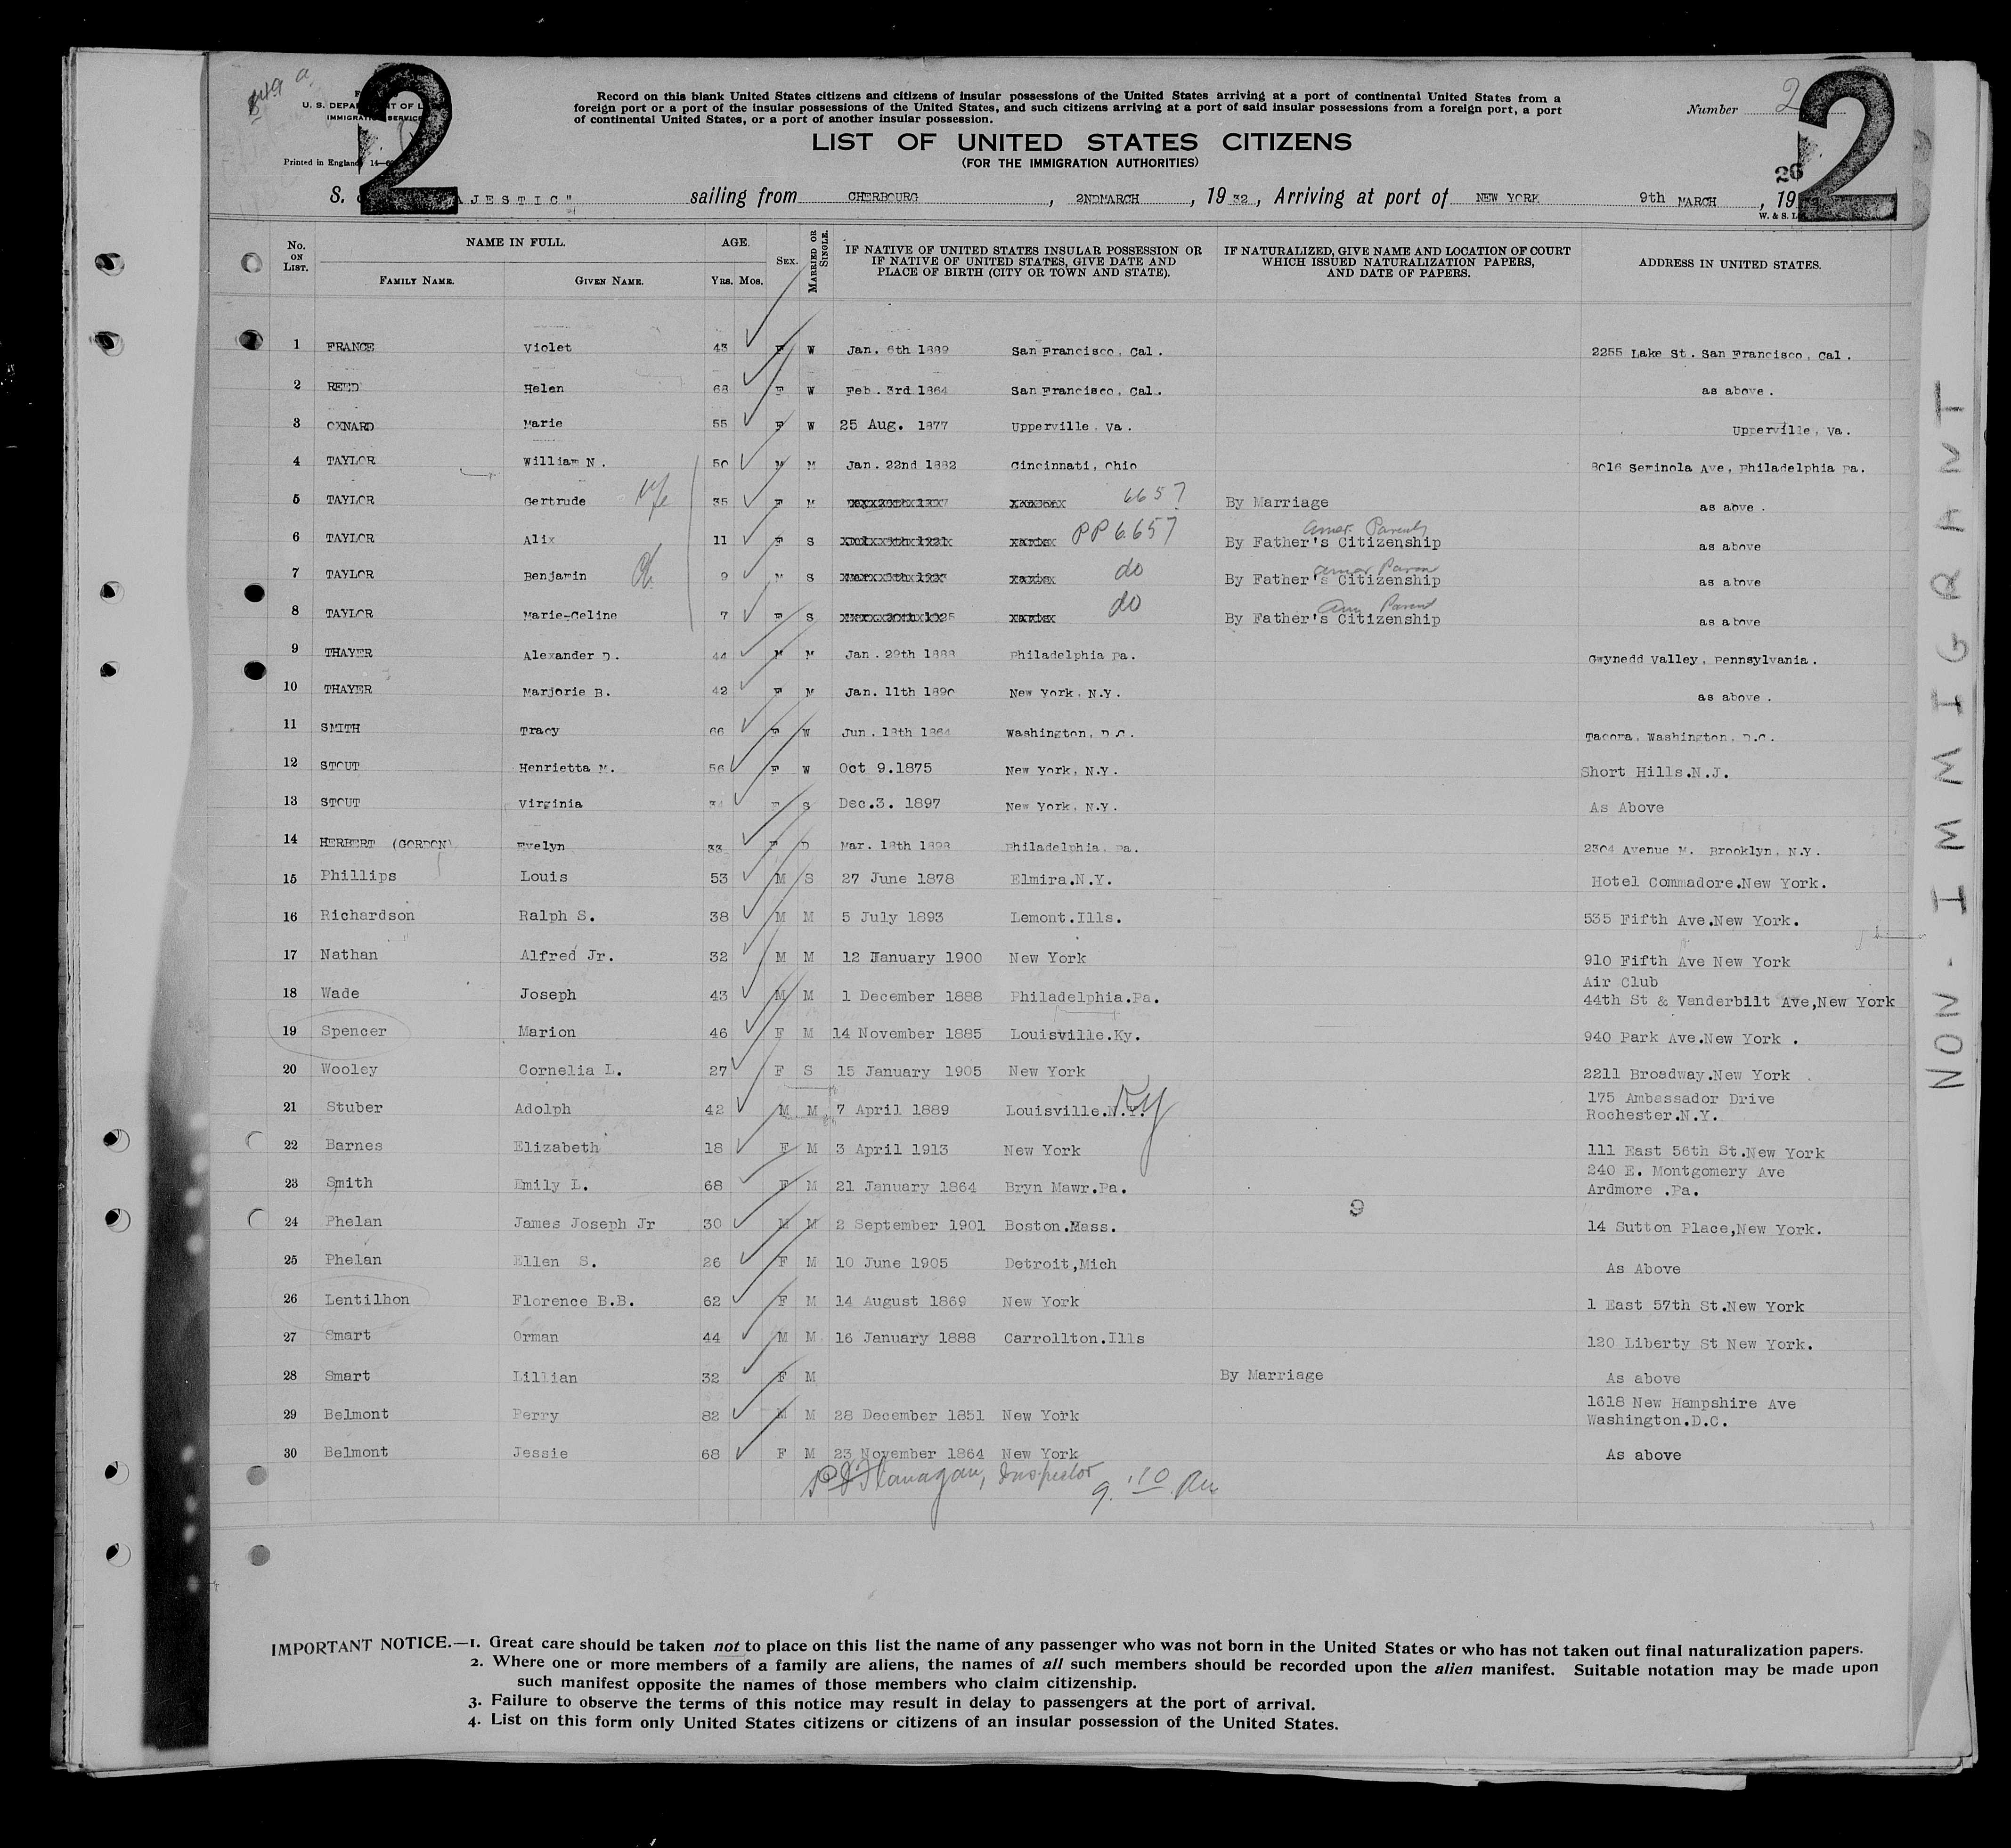 2
2
Record on this blank United States citizens and citizens of insular possessions of the United States arriving at a port of continental United States from a
foreign port or a port of the insular possessions of the United States, and such citizens arriving at a port of said insular possessions from a foreign port, a port
of continental United States, or a port of another insular possession.
Number 2
LIST OF UNITED STATES CITIZENS
(FOR THE IMMIGRATION AUTHORITIES)
Printed in England
S. AJESTIC" sailing from CHERBOURG, 2NDMARCH, 1932, Arriving at port of NEW YORK 9th MARCH, 19
No. ON LIST. NAME IN FULL. AGE. SEX. MARRIED OR SINGLE. IF NATIVE OF UNITED STATES INSULAR POSSESSION OR IF NATIVE OF UNITED STATES, GIVE DATE AND PLACE OF BIRTH (CITY OR TOWN AND STATE). IF NATURALIZED, GIVE NAME AND LOCATION OF COURT WHICH ISSUED NATURALIZATION PAPERS, AND DATE OF PAPERS. ADDRESS IN UNITED STATES.
FAMILY NAME. GIVEN NAME. YRS. MOS.
1 FRANCE Violet 43 F W Jan. 6th 1889 San Francisco, Cal. 2255 Lake St. San Francisco, Cal.
2 REED Helen 68 F W Feb. 3rd 1864 San Francisco, Cal. as above.
3 OXNARD Marie 55 F W 25 Aug. 1877 Upperville, Va. Upperville, Va.
4 TAYLOR William N. 50 M M Jan. 22nd 1882 Cincinnati, Ohio 8016 Seminola Ave, Philadelphia Pa.
5 TAYLOR Gertrude 35 F M 6657 By Marriage as above.
6 TAYLOR Alix 11 F S PP 6657 By Father's Citizenship Amer. Parents as above
7 TAYLOR Benjamin 9 M S do By Father's Citizenship as above
8 TAYLOR Marie-Celine 7 F S do By Father's Citizenship as above
9 THAYER Alexander D. 44 M M Jan. 29th 1888 Philadelphia Pa. Gwynedd Valley, Pennsylvania.
10 THAYER Marjorie B. 42 F M Jan. 11th 1890 New York, N.Y. as above.
11 SMITH Tracy 66 F W Jun. 18th 1864 Washington, D.C. Tacora, Washington, D.C.
12 STOUT Henrietta M. 56 F W Oct 9.1875 New York, N.Y. Short Hills.N.J.
13 STOUT Virginia 34 F S Dec.3. 1897 New York, N.Y. As Above
14 HERBERT (GORDON) Evelyn 33 F D Mar. 18th 1898 Philadelphia, Pa. 2304 Avenue M. Brooklyn, N.Y.
15 Phillips Louis 53 M S 27 June 1878 Elmira.N.Y. Hotel Commadore.New York.
16 Richardson Ralph S. 38 M M 5 July 1893 Lemont.Ills. 535 Fifth Ave.New York.
17 Nathan Alfred Jr. 32 M M 12 January 1900 New York 910 Fifth Ave New York
18 Wade Joseph 43 M M 1 December 1888 Philadelphia.Pa. Air Club
44th St & Vanderbilt Ave,New York
19 Spencer Marion 46 F M 14 November 1885 Louisville.Ky. 940 Park Ave.New York .
20 Wooley Cornelia L. 27 F S 15 January 1905 New York 2211 Broadway.New York
21 Stuber Adolph 42 M M 7 April 1889 Louisville.N.Y. Ky 175 Ambassador Drive
Rochester.N.Y.
22 Barnes Elizabeth 18 F M 3 April 1913 New York 111 East 56th St.New York
23 Smith Emily L. 68 F M 21 January 1864 Bryn Mawr.Pa. 240 E. Montgomery Ave
Ardmore .Pa.
24 Phelan James Joseph Jr 30 M M 2 September 1901 Boston.Mass. 9 14 Sutton Place,New York.
25 Phelan Ellen S. 26 F M 10 June 1905 Detroit,Mich As Above
26 Lentilhon Florence B.B. 62 F M 14 August 1869 New York 1 East 57th St.New York
27 Smart Orman 44 M M 16 January 1888 Carrollton.Ills 120 Liberty St New York.
28 Smart Lillian 32 F M By Marriage As above
29 Belmont Perry 82 M M 28 December 1851 New York 1618 New Hampshire Ave
Washington.D.C.
30 Belmont Jessie 68 F M 23 November 1864 New York As above
Flanagan, Inspector
NON-IMMIGRANT
IMPORTANT NOTICE.—1. Great care should be taken not to place on this list the name of any passenger who was not born in the United States or who has not taken out final naturalization papers.
2. Where one or more members of a family are aliens, the names of all such members should be recorded upon the alien manifest. Suitable notation may be made upon
such manifest opposite the names of those members who claim citizenship.
3. Failure to observe the terms of this notice may result in delay to passengers at the port of arrival.
4. List on this form only United States citizens or citizens of an insular possession of the United States.